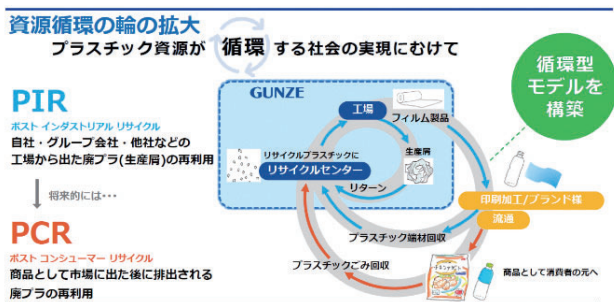 資源循環の輪の拡大
プラスチック資源が 循環 する社会の実現にむけて
PIR
ポスト インダストリアル リサイクル
自社・グループ会社・他社などの
工場から出た廃プラ(生産屑)の再利用
将来的には・・・
PCR
ポスト コンシューマー リサイクル
商品として市場に出た後に排出される
廃プラの再利用
GUNZE
工場
フィルム製品
生産屑
リサイクルプラスチックに
リサイクルセンター
リターン
循環型
モデルを
構築
印刷加工/ブランド様
流通
プラスチック端材回収
プラスチックごみ回収
商品として消費者の元へ